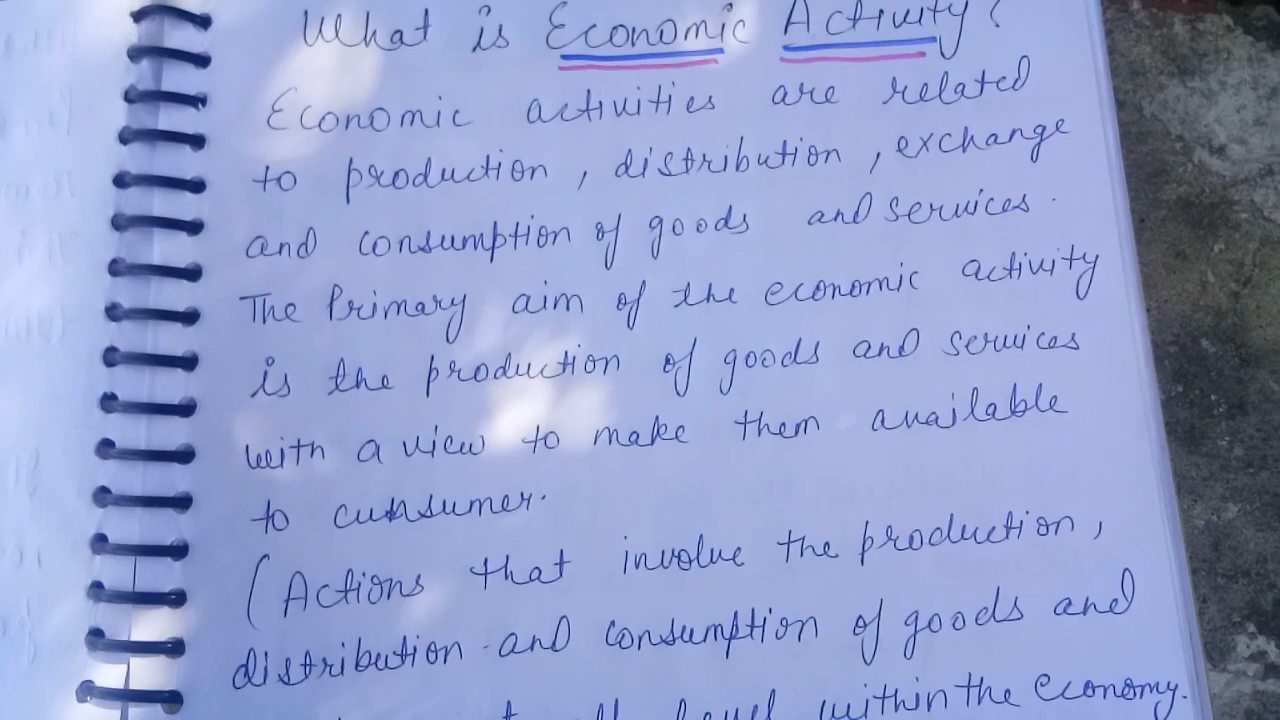 What is Economic Activity?
Economic activities are related
to production, distribution, exchange
and consumption of goods and services.
The Primary aim of the economic activity
is the production of goods and services
with a view to make them available
to cunsumer.
(Actions that involve the production,
distribution and consumption of goods and
level within the economy.